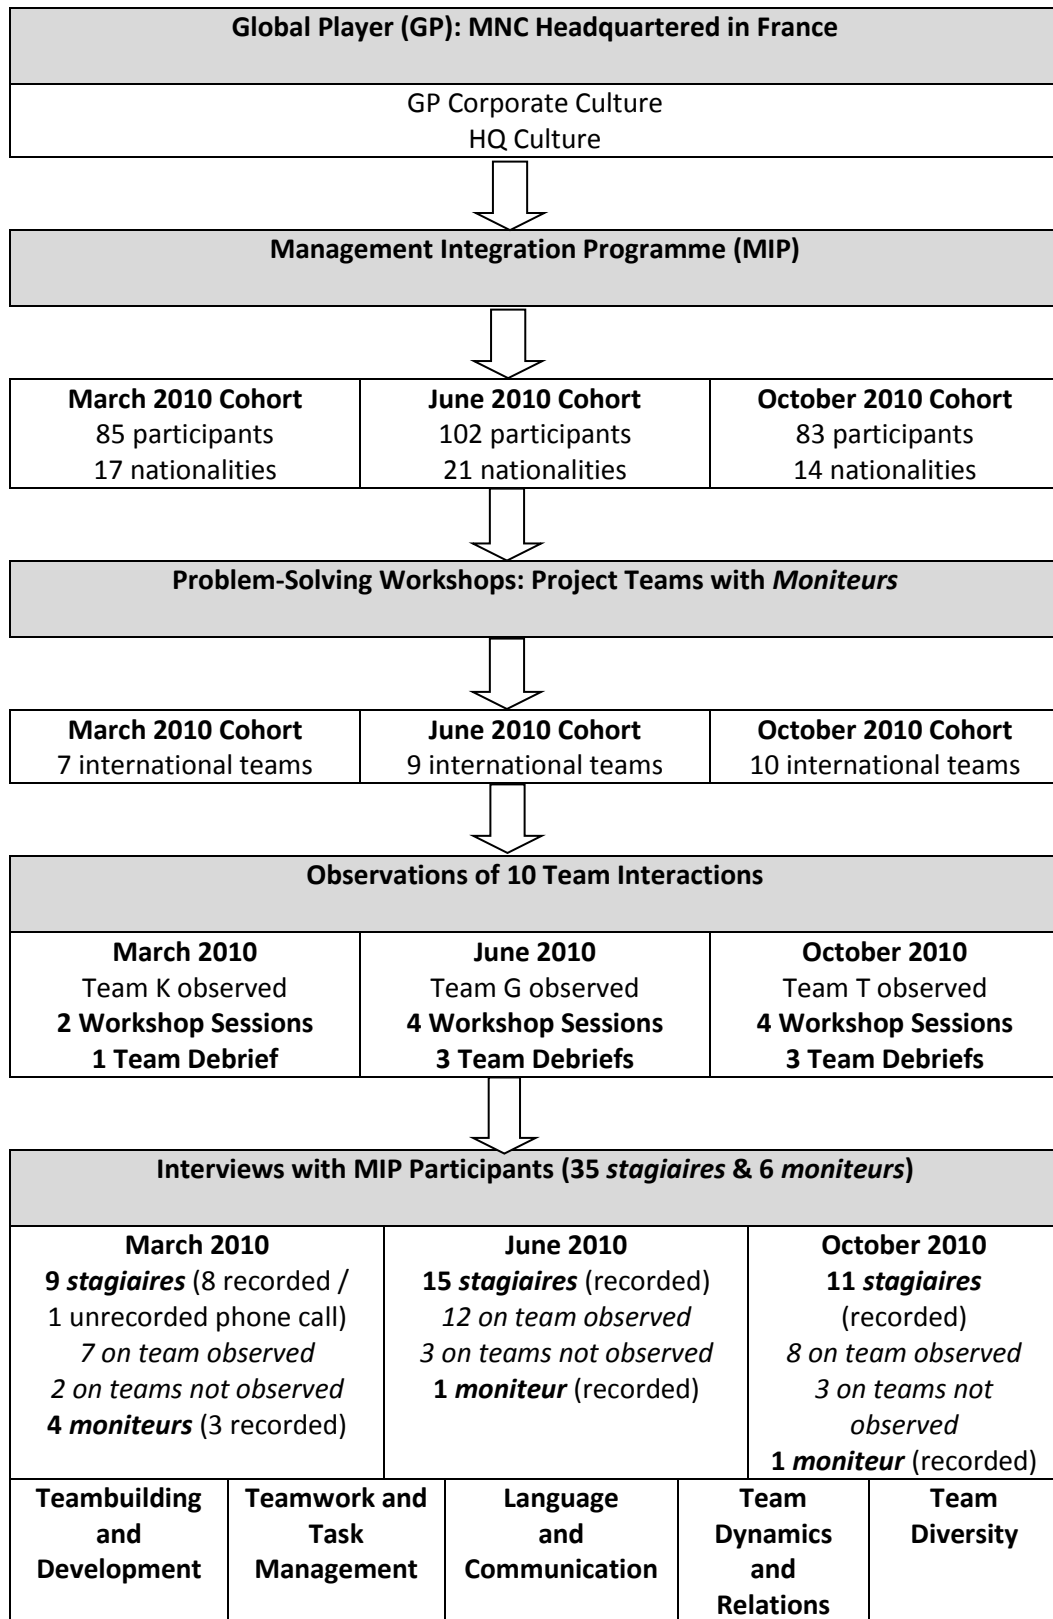 Global Player (GP): MNC Headquartered in France
GP Corporate Culture
HQ Culture
Management Integration Programme (MIP)
March 2010 Cohort
85 participants
17 nationalities
June 2010 Cohort
102 participants
21 nationalities
October 2010 Cohort
83 participants
14 nationalities
Problem-Solving Workshops: Project Teams with Moniteurs
March 2010 Cohort
7 international teams
June 2010 Cohort
9 international teams
October 2010 Cohort
10 international teams
Observations of 10 Team Interactions
March 2010
Team K observed
2 Workshop Sessions
1 Team Debrief
June 2010
Team G observed
4 Workshop Sessions
3 Team Debriefs
October 2010
Team T observed
4 Workshop Sessions
3 Team Debriefs
Interviews with MIP Participants (35 stagiaires & 6 moniteurs)
March 2010
9 stagiaires (8 recorded /
1 unrecorded phone call)
7 on team observed
2 on teams not observed
4 moniteurs (3 recorded)
June 2010
15 stagiaires (recorded)
12 on team observed
3 on teams not observed
1 moniteur (recorded)
October 2010
11 stagiaires
(recorded)
8 on team observed
3 on teams not
observed
1 moniteur (recorded)
Teambuilding
and
Development
Teamwork and
Task
Management
Language
and
Communication
Team
Dynamics
and
Relations
Team
Diversity